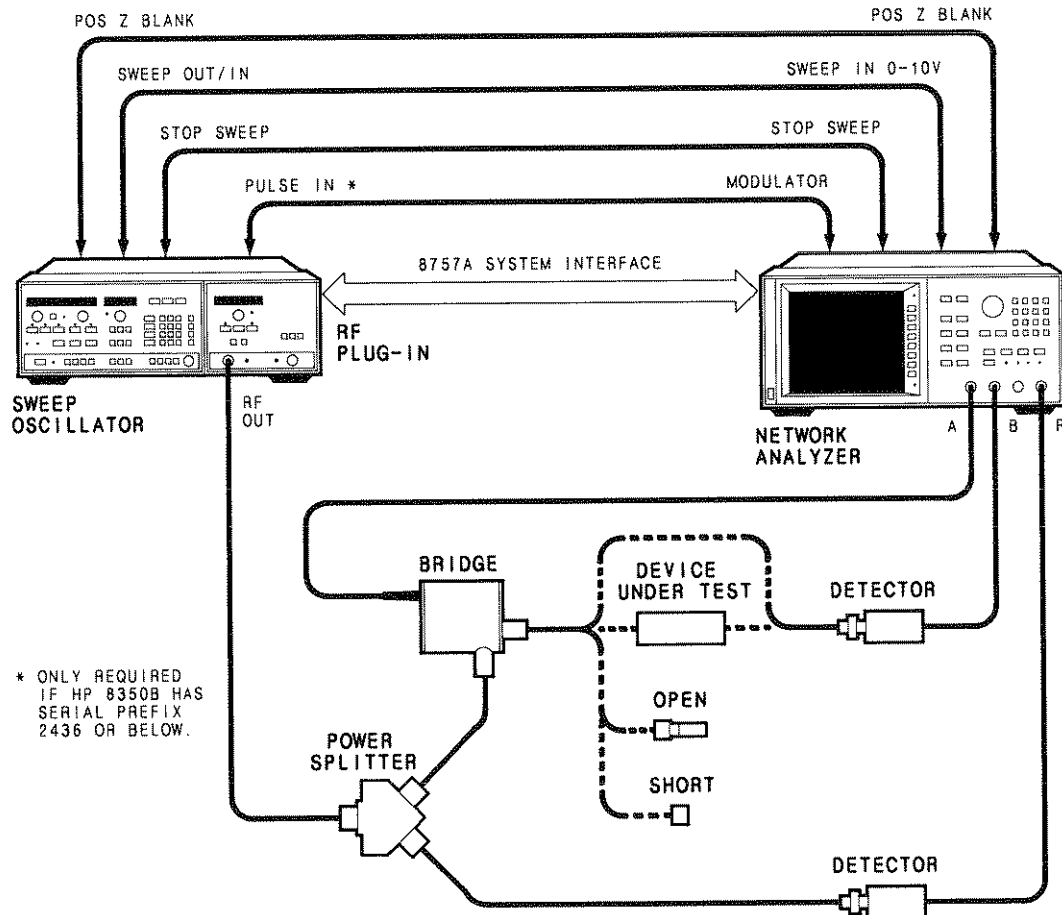 POS Z BLANK
POS Z BLANK
SWEEP OUT/IN
SWEEP IN 0-10V
STOP SWEEP
STOP SWEEP
PULSE IN *
MODULATOR
8757A SYSTEM INTERFACE
RF
PLUG-IN
SWEEP
OSCILLATOR
RF
OUT
NETWORK
ANALYZER
A
B
R
BRIDGE
DEVICE
UNDER TEST
DETECTOR
* ONLY REQUIRED
IF HP 8350B HAS
SERIAL PREFIX
2436 OR BELOW.
OPEN
POWER
SPLITTER
SHORT
DETECTOR